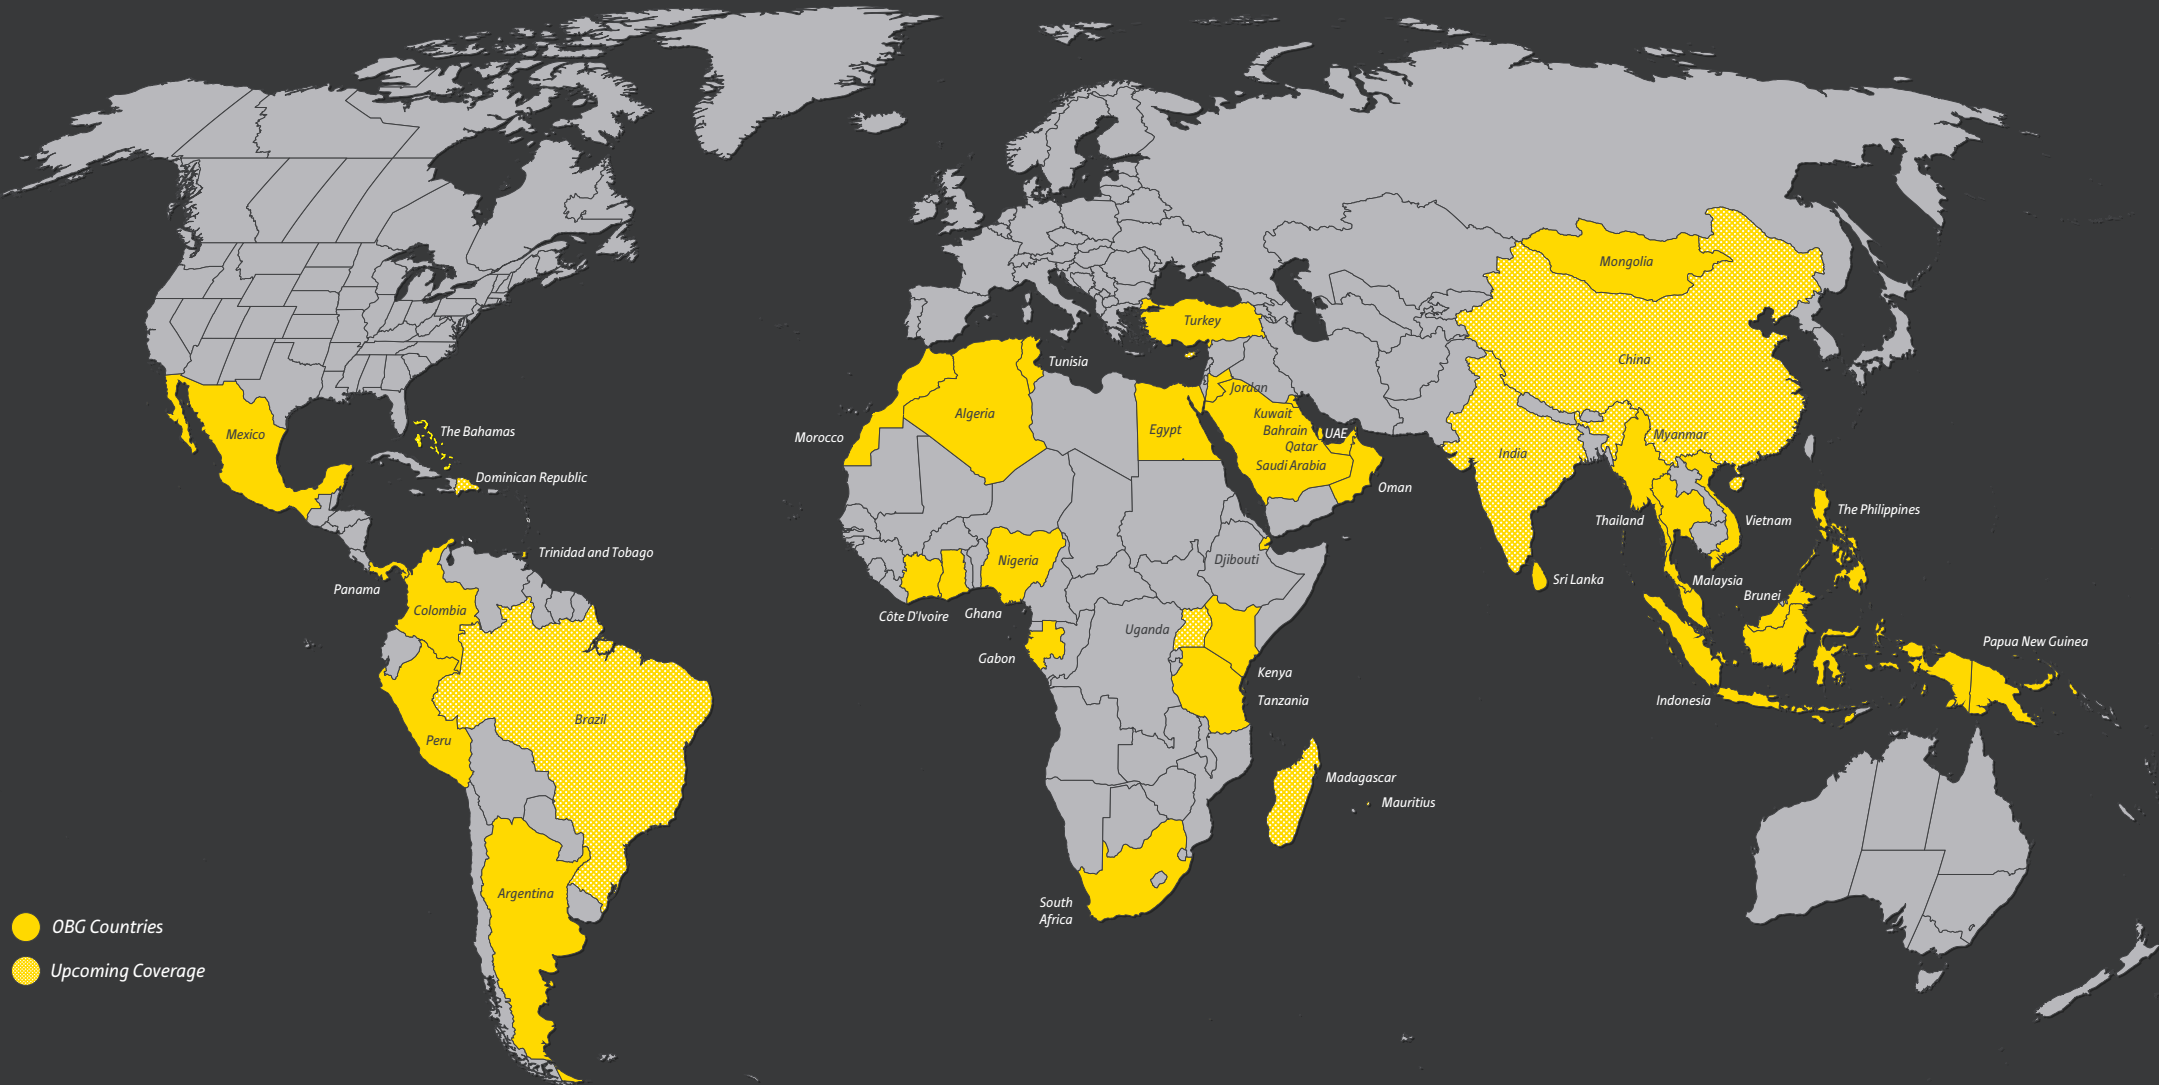 Mongolia
Turkey
China
Tunisia
Jordan
Algeria
Kuwait
Mexico
The Bahamas
Morocco
Egypt
Bahrain
UAE
Myanmar
Qatar
India
Saudi Arabia
Dominican Republic
Oman
The Philippines
Thailand
Vietnam
Trinidad and Tobago
Nigeria
Djibouti
Panama
Sri Lanka
Malaysia
Brunei
Colombia
Côte D'Ivoire
Ghana
Uganda
Papua New Guinea
Gabon
Kenya
Tanzania
Indonesia
Brazil
Peru
Madagascar
Mauritius
Argentina
South
Africa
OBG Countries
Upcoming Coverage